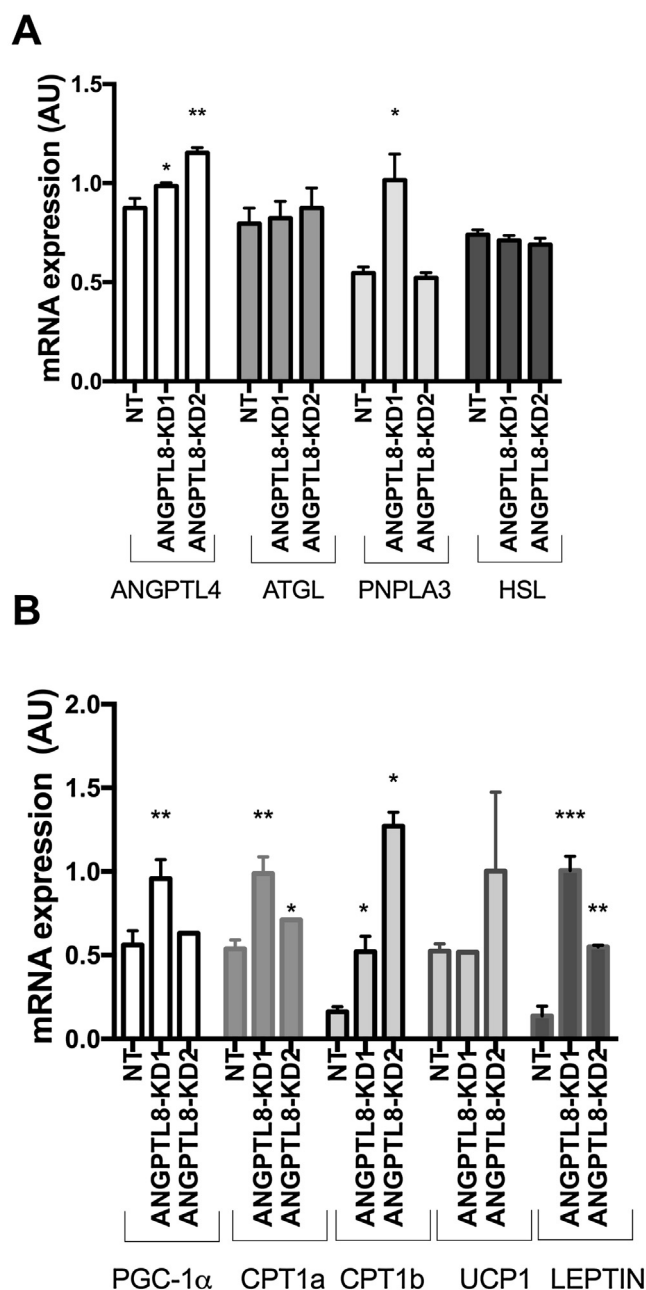 A
mRNA expression (AU)
1.5
1.0
0.5
0.0
* ** *
NT ANGPTL8-KD1 ANGPTL8-KD2 NT ANGPTL8-KD1 ANGPTL8-KD2 NT ANGPTL8-KD1 ANGPTL8-KD2 NT ANGPTL8-KD1 ANGPTL8-KD2
ANGPTL4 ATGL PNPLA3 HSL
B
mRNA expression (AU)
2.0
1.5
1.0
0.5
0.0
** ** * * * *** **
NT ANGPTL8-KD1 ANGPTL8-KD2 NT ANGPTL8-KD1 ANGPTL8-KD2 NT ANGPTL8-KD1 ANGPTL8-KD2 NT ANGPTL8-KD1 ANGPTL8-KD2 NT ANGPTL8-KD1 ANGPTL8-KD2
PGC-1α CPT1a CPT1b UCP1 LEPTIN